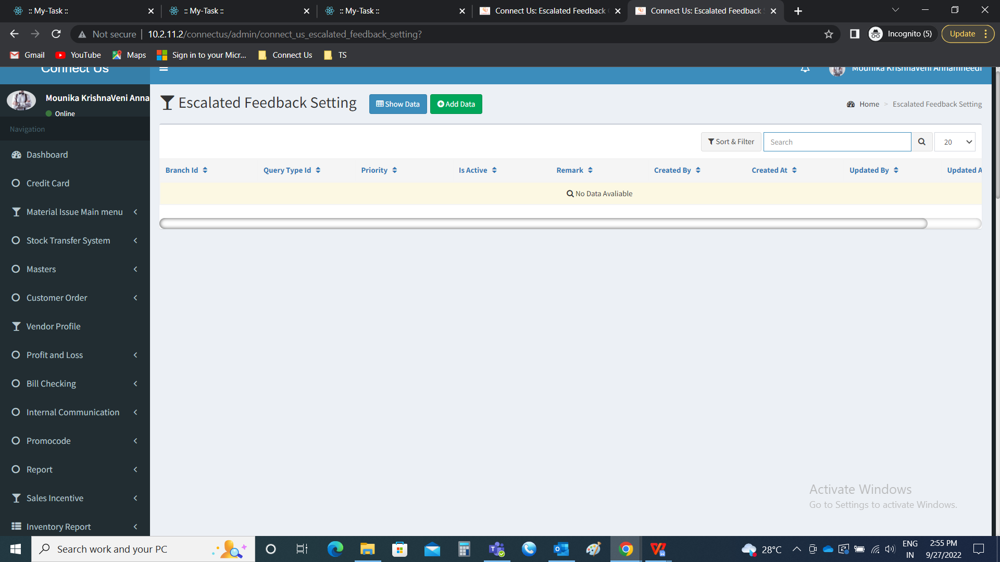 :: My-Task ::
:: My-Task ::
:: My-Task ::
Connect Us: Escalated Feedback
Connect Us: Escalated Feedback
Not secure
10.2.11.2/connectus/admin/connect_us_escalated_feedback_setting?
Incognito (5)
Update
Gmail
YouTube
Maps
Sign in to your Micr...
Connect Us
TS
Connect Us
Mounika KrishnaVeni Annamneedi
Mounika KrishnaVeni Anna
Online
Navigation
Dashboard
Credit Card
Material Issue Main menu
Stock Transfer System
Masters
Customer Order
Vendor Profile
Profit and Loss
Bill Checking
Internal Communication
Promocode
Report
Sales Incentive
Inventory Report
Escalated Feedback Setting
Show Data
Add Data
Home > Escalated Feedback Setting
Sort & Filter
Search
20
Branch Id
Query Type Id
Priority
Is Active
Remark
Created By
Created At
Updated By
Updated A
No Data Avaliable
Activate Windows
Go to Settings to activate Windows.
Search work and your PC
28°C
ENG
IN
2:55 PM
9/27/2022